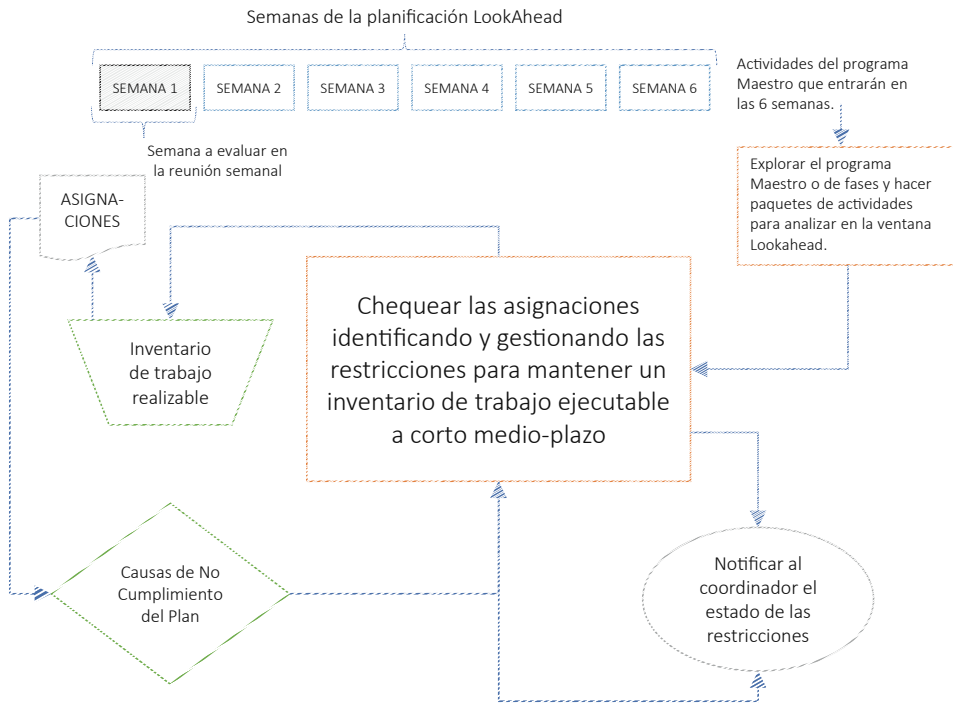 Semanas de la planificación LookAhead
SEMANA 1
SEMANA 2
SEMANA 3
SEMANA 4
SEMANA 5
SEMANA 6
Actividades del programa
Maestro que entrarán en
las 6 semanas.
Semana a evaluar en
la reunión semanal
Explorar el programa
Maestro o de fases y hacer
paquetes de actividades
para analizar en la ventana
Lookahead.
ASIGNA-
CIONES
Chequear las asignaciones
identificando y gestionando las
restricciones para mantener un
inventario de trabajo ejecutable
a corto medio-plazo
Inventario
de trabajo
realizable
Causas de No
Cumplimiento
del Plan
Notificar al
coordinador el
estado de las
restricciones